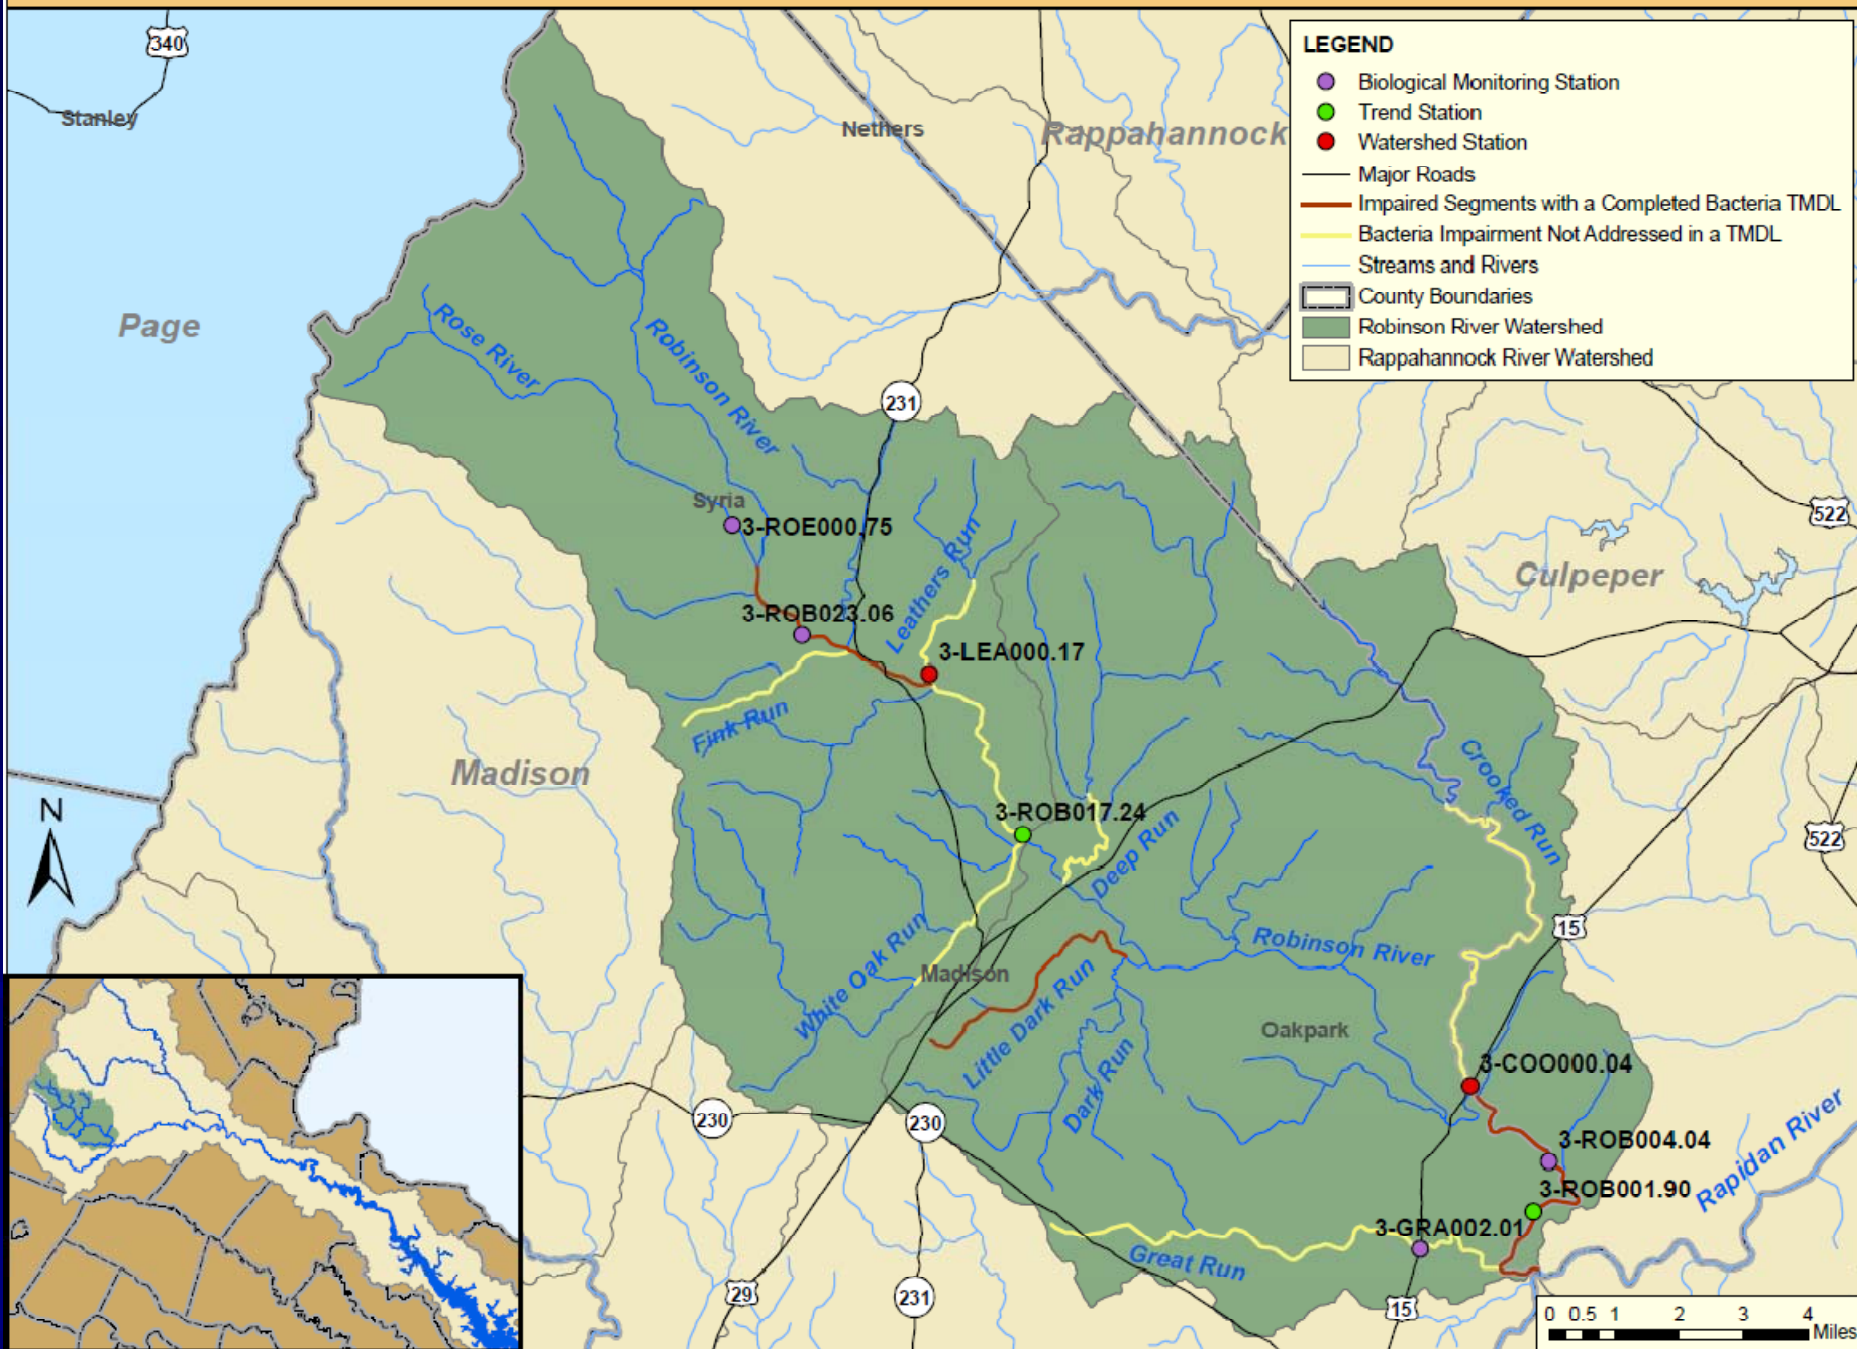 340
Stanley
Nethers
Rappahannock
LEGEND
Biological Monitoring Station
Trend Station
Watershed Station
Major Roads
Impaired Segments with a Completed Bacteria TMDL
Bacteria Impairment Not Addressed in a TMDL
Streams and Rivers
County Boundaries
Robinson River Watershed
Rappahannock River Watershed
Page
Rose River
Robinson River
231
Syria
3-ROE000.75
522
Culpeper
Leathers Run
3-ROB023.06
3-LEA000.17
Fink Run
Madison
Crooked Run
N
3-ROB017.24
Deep Run
522
15
White Oak Run
Robinson River
Madison
Little Dark Run
Oakpark
Dark Run
3-COO000.04
230
230
3-ROB004.04
Rapidan River
3-ROB001.90
3-GRA002.01
Great Run
29
231
15
0 0.5 1 2 3 4
Miles